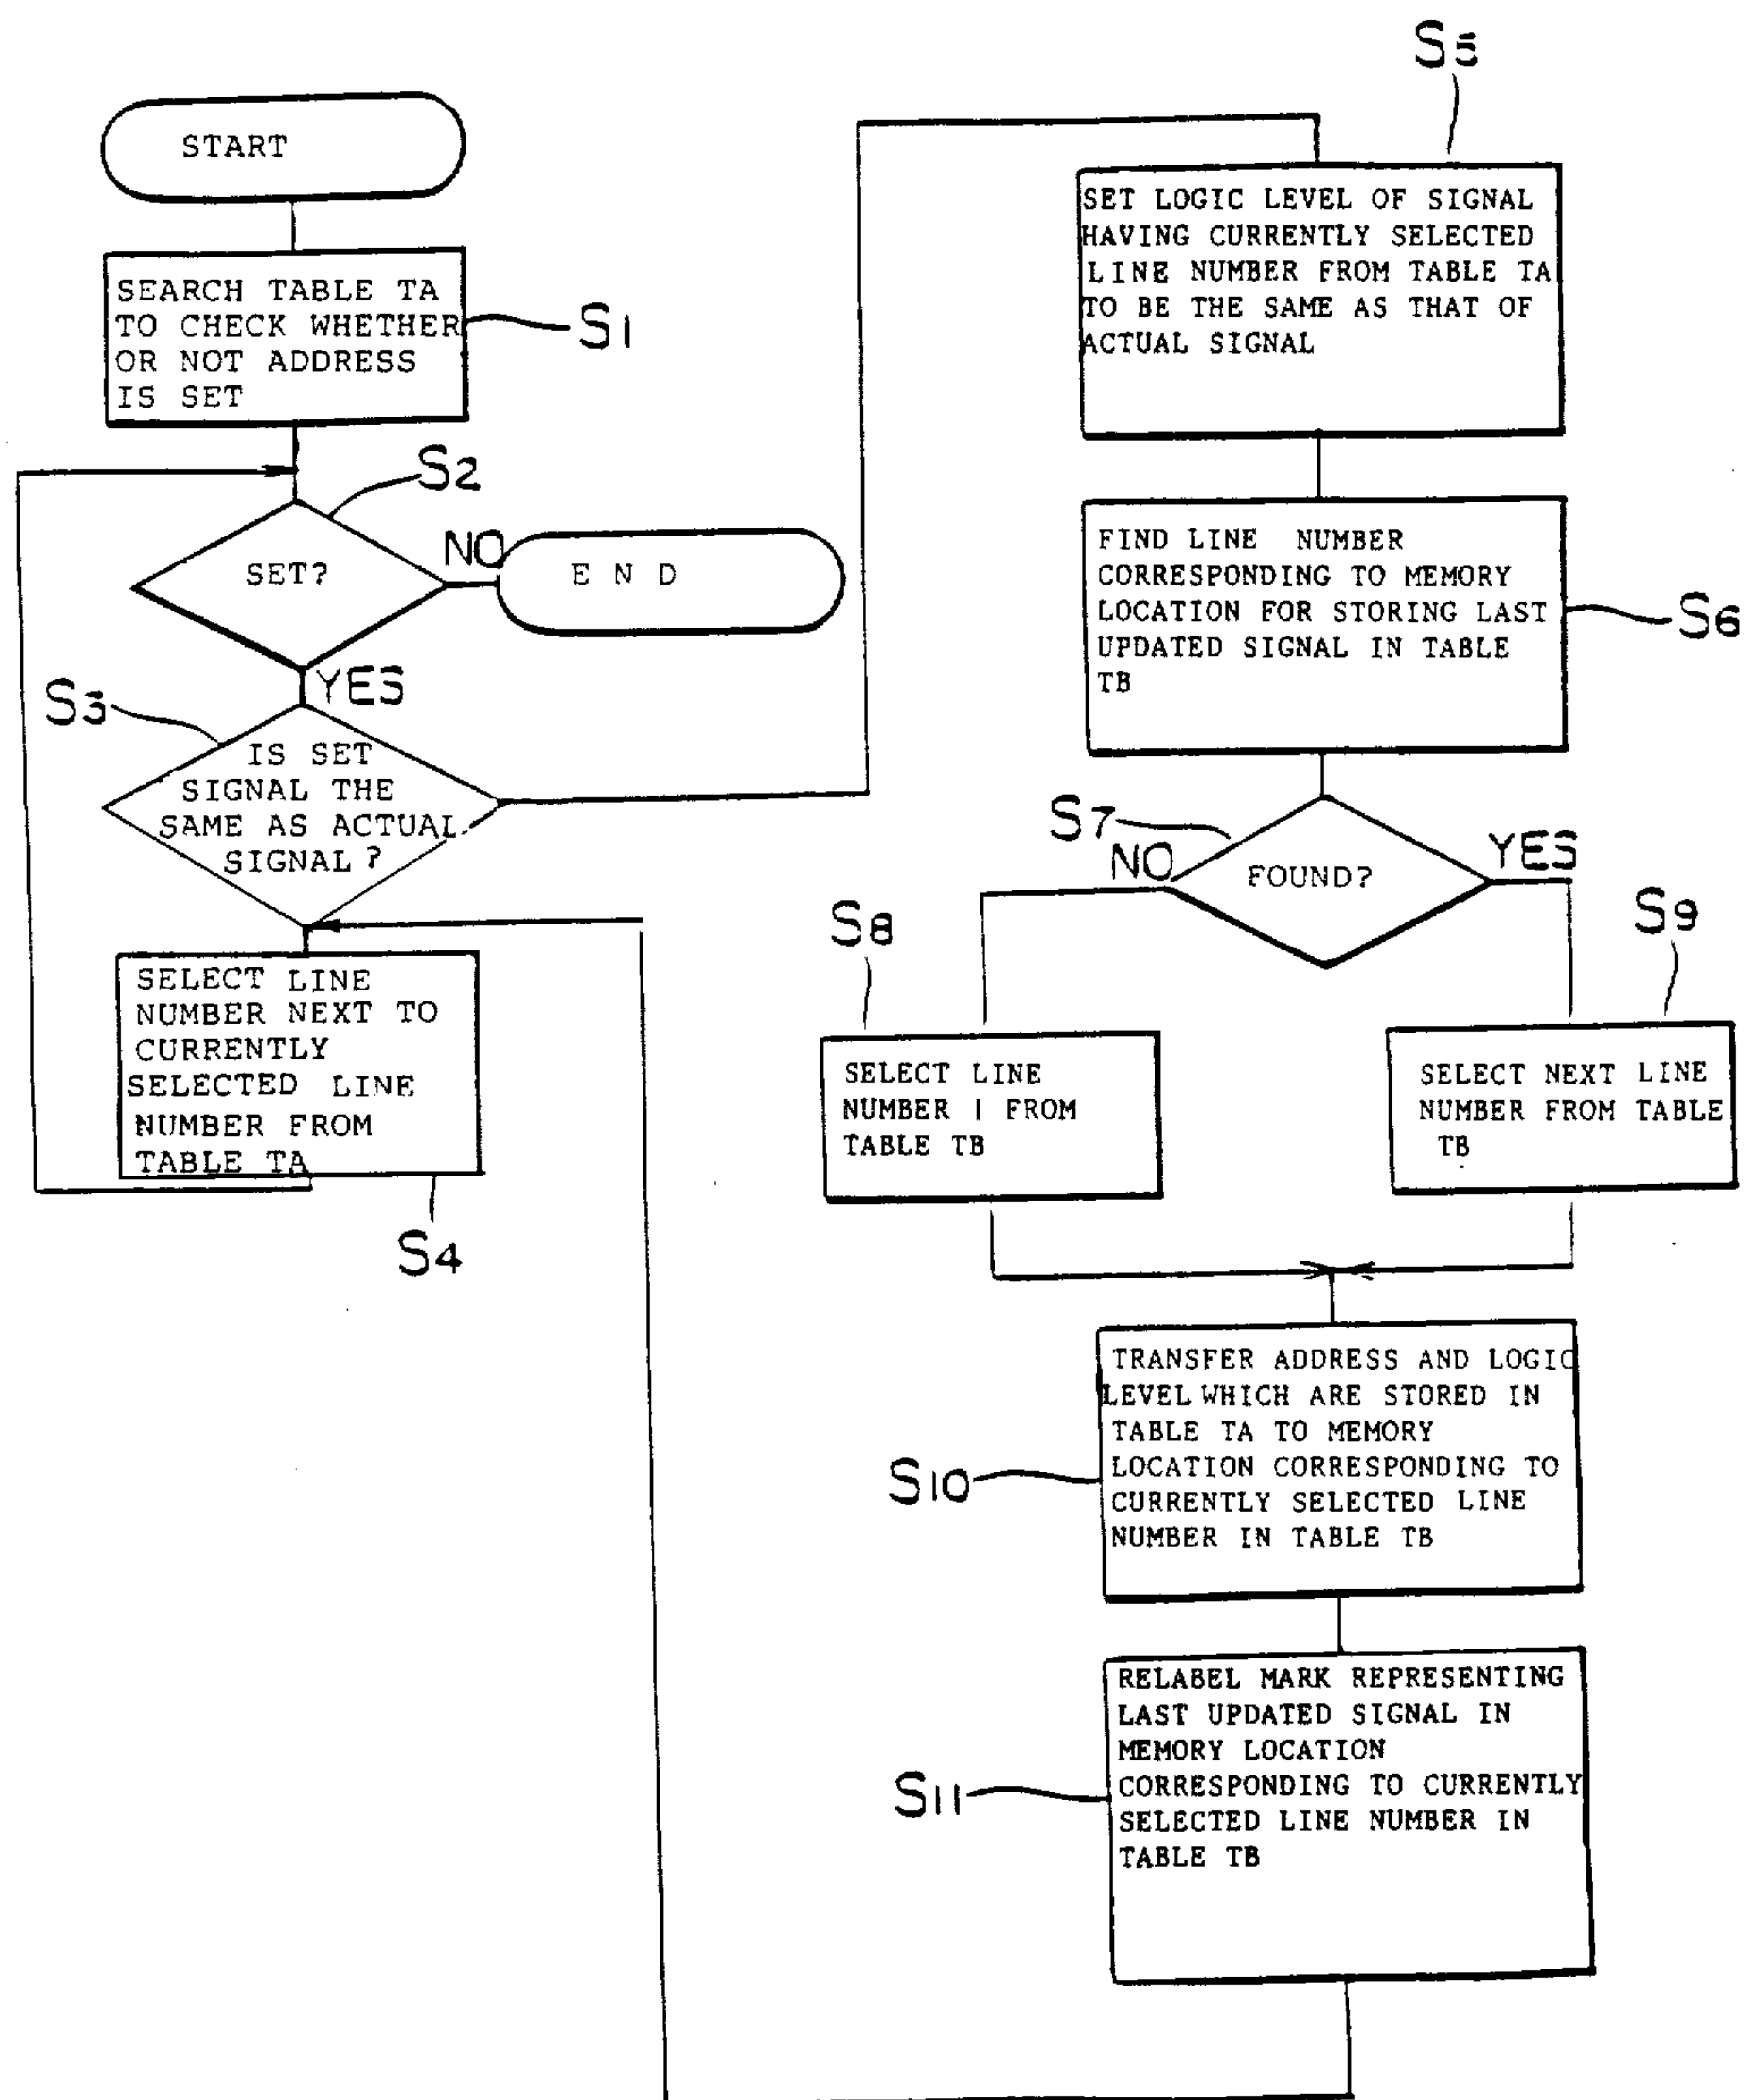 START
SEARCH TABLE TA
TO CHECK WHETHER
OR NOT ADDRESS
IS SET
S1
S2
SET?
NO
E N D
YES
S3
IS SET
SIGNAL THE
SAME AS ACTUAL
SIGNAL?
SELECT LINE
NUMBER NEXT TO
CURRENTLY
SELECTED LINE
NUMBER FROM
TABLE TA
S4
S5
SET LOGIC LEVEL OF SIGNAL
HAVING CURRENTLY SELECTED
LINE NUMBER FROM TABLE TA
TO BE THE SAME AS THAT OF
ACTUAL SIGNAL
FIND LINE NUMBER
CORRESPONDING TO MEMORY
LOCATION FOR STORING LAST
UPDATED SIGNAL IN TABLE
TB
S6
S7
NO
FOUND?
YES
S8
S9
SELECT LINE
NUMBER 1 FROM
TABLE TB
SELECT NEXT LINE
NUMBER FROM TABLE
TB
TRANSFER ADDRESS AND LOGIC
LEVEL WHICH ARE STORED IN
TABLE TA TO MEMORY
LOCATION CORRESPONDING TO
CURRENTLY SELECTED LINE
NUMBER IN TABLE TB
S10
RELABEL MARK REPRESENTING
LAST UPDATED SIGNAL IN
MEMORY LOCATION
CORRESPONDING TO CURRENTLY
SELECTED LINE NUMBER IN
TABLE TB
S11